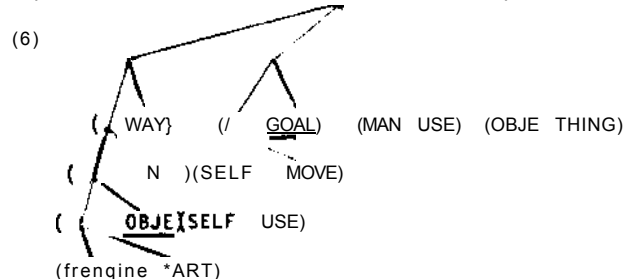 (6)
( WAY} (/ GOAL) (MAN USE) (OBJE THING)
( N )(SELF MOVE)
( OBJE)(SELF USE)
(frengine *ART)